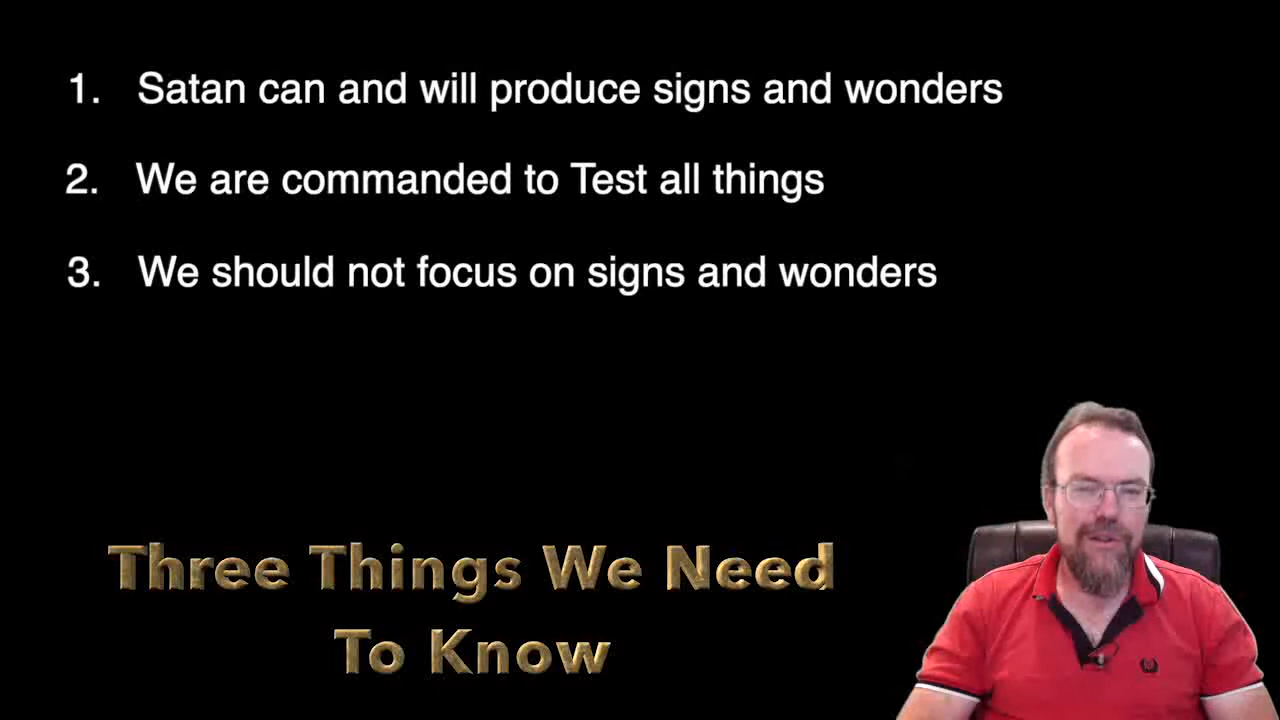 1. Satan can and will produce signs and wonders
2. We are commanded to Test all things
3. We should not focus on signs and wonders
Three Things We Need
To Know